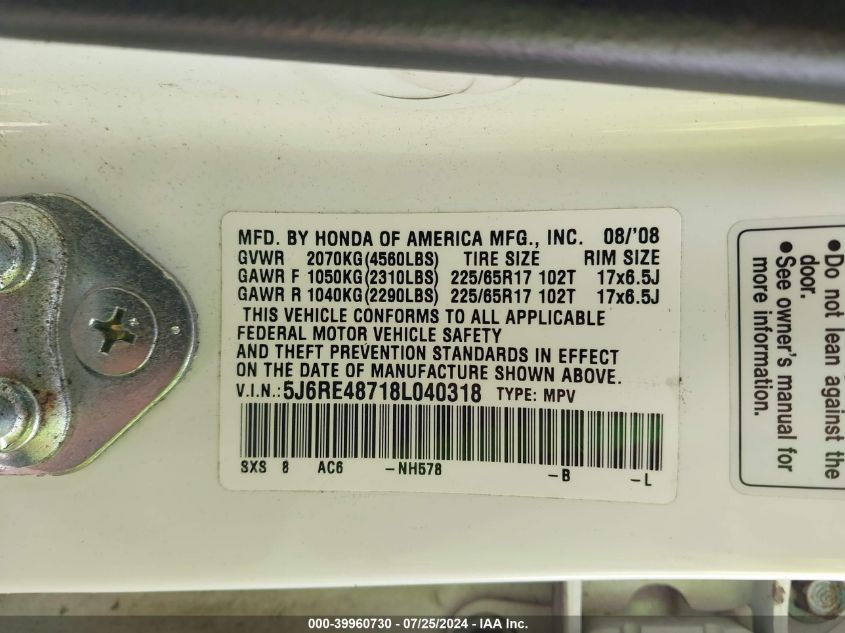 MFD. BY HONDA OF AMERICA MFG., INC. 08/'08
GVWR 2070KG(4560LBS) TIRE SIZE RIM SIZE
GAWR F 1050KG(2310LBS) 225/65R17 102T 17x6.5J
GAWR R 1040KG(2290LBS) 225/65R17 102T 17x6.5J
THIS VEHICLE CONFORMS TO ALL APPLICABLE
FEDERAL MOTOR VEHICLE SAFETY
AND THEFT PREVENTION STANDARDS IN EFFECT
ON THE DATE OF MANUFACTURE SHOWN ABOVE.
V.I.N.: 5J6RE48718L040318 TYPE: MPV
SXS 8 AC6 -NH578 -B -L
●Do not lean against the
door.
●See owner's manual for
more information.
000-39960730 - 07/25/2024 - IAA Inc.